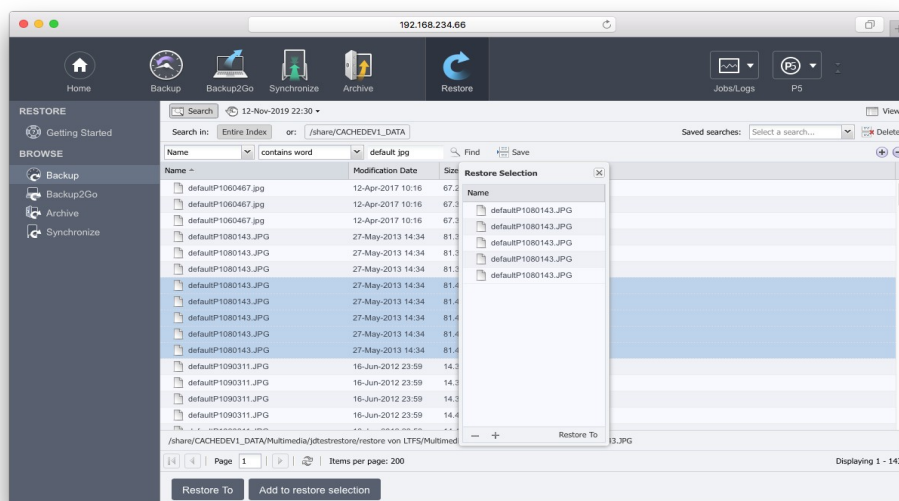 192.168.234.66
Home
Backup
Backup2Go
Synchronize
Archive
Restore
Jobs/Logs
P5
P5
RESTORE
Getting Started
BROWSE
Backup
Backup2Go
Archive
Synchronize
Search 12-Nov-2019 22:30
View
Search in: Entire Index or: /share/CACHEDEV1_DATA
Saved searches: Select a search... Delete
Name contains word default jpg Find Save
Name Modification Date Size
defaultP1060467.jpg 12-Apr-2017 10:16 67.2
defaultP1060467.jpg 12-Apr-2017 10:16 67.3
defaultP1060467.jpg 12-Apr-2017 10:16 67.3
defaultP1080143.JPG 27-May-2013 14:34 81.3
defaultP1080143.JPG 27-May-2013 14:34 81.3
defaultP1080143.JPG 27-May-2013 14:34 81.3
defaultP1080143.JPG 27-May-2013 14:34 81.4
defaultP1080143.JPG 27-May-2013 14:34 81.4
defaultP1080143.JPG 27-May-2013 14:34 81.4
defaultP1080143.JPG 27-May-2013 14:34 81.4
defaultP1080143.JPG 27-May-2013 14:34 81.4
defaultP1090311.JPG 16-Jun-2012 23:59 14.3
defaultP1090311.JPG 16-Jun-2012 23:59 14.3
defaultP1090311.JPG 16-Jun-2012 23:59 14.3
defaultP1090311.JPG 16-Jun-2012 23:59 14.4
Restore Selection
Name
defaultP1080143.JPG
defaultP1080143.JPG
defaultP1080143.JPG
defaultP1080143.JPG
defaultP1080143.JPG
Restore To
/share/CACHEDEV1_DATA/Multimedia/jdtestrestore/restore von LTFS/Multimed 3.JPG
Page 1 Items per page: 200
Displaying 1 - 143
Restore To
Add to restore selection